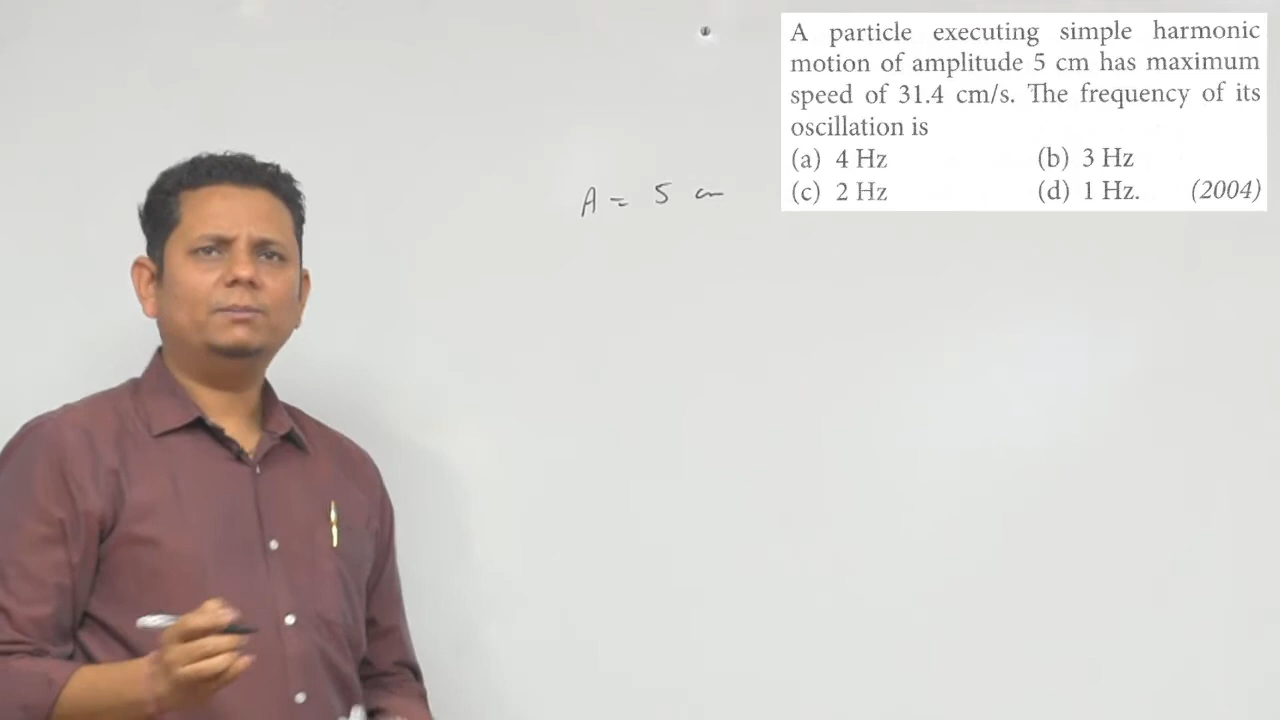 A particle executing simple harmonic
motion of amplitude 5 cm has maximum
speed of 31.4 cm/s. The frequency of its
oscillation is
(a) 4 Hz (b) 3 Hz
(c) 2 Hz (d) 1 Hz. (2004)
A = 5 cm